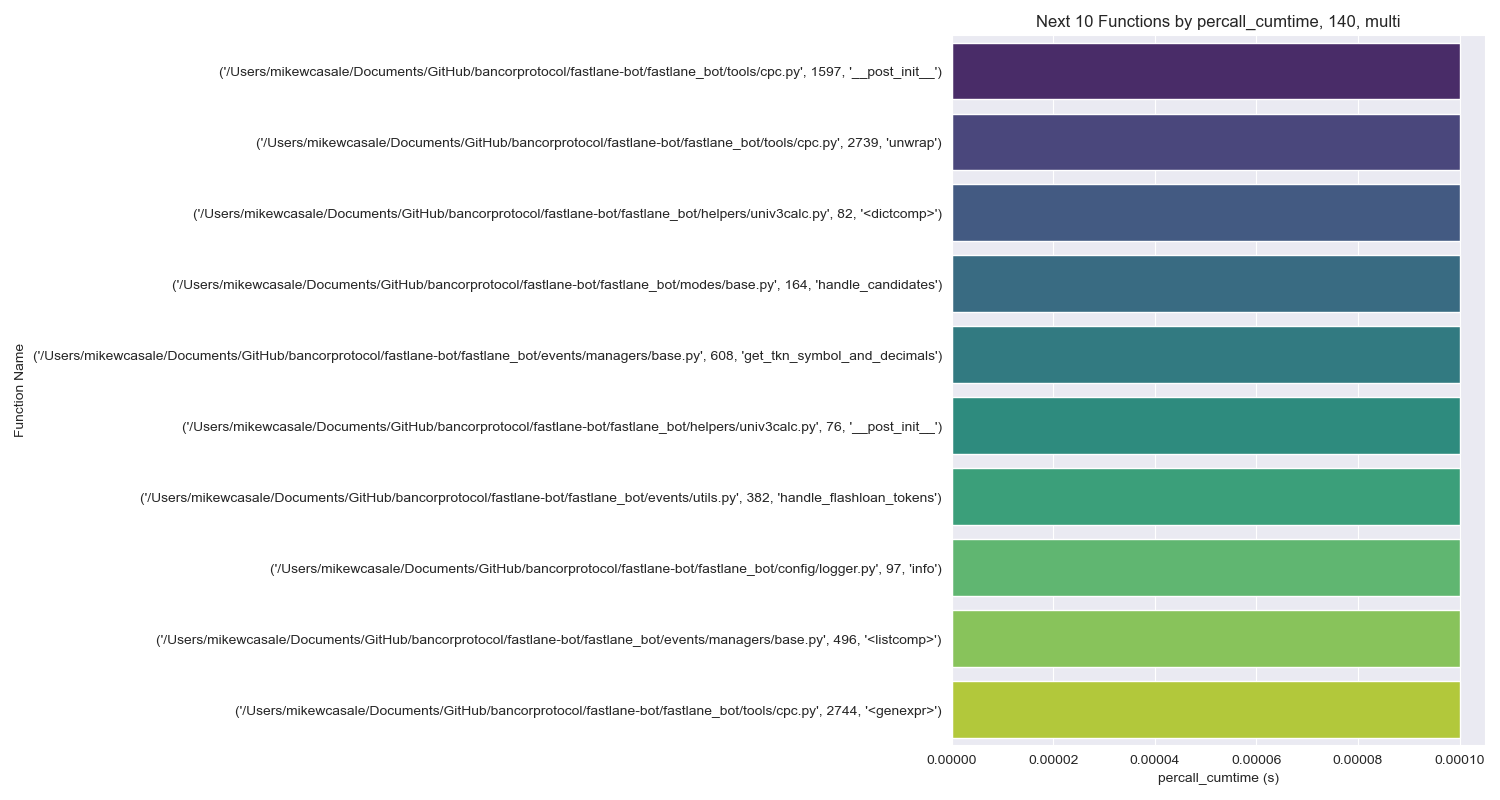 Next 10 Functions by percall_cumtime, 140, multi
('/Users/mikewcasale/Documents/GitHub/bancorprotocol/fastlane-bot/fastlane_bot/tools/cpc.py', 1597, '__post_init__')
('/Users/mikewcasale/Documents/GitHub/bancorprotocol/fastlane-bot/fastlane_bot/tools/cpc.py', 2739, 'unwrap')
('/Users/mikewcasale/Documents/GitHub/bancorprotocol/fastlane-bot/fastlane_bot/helpers/univ3calc.py', 82, '<dictcomp>')
('/Users/mikewcasale/Documents/GitHub/bancorprotocol/fastlane-bot/fastlane_bot/modes/base.py', 164, 'handle_candidates')
('/Users/mikewcasale/Documents/GitHub/bancorprotocol/fastlane-bot/fastlane_bot/events/managers/base.py', 608, 'get_tkn_symbol_and_decimals')
('/Users/mikewcasale/Documents/GitHub/bancorprotocol/fastlane-bot/fastlane_bot/helpers/univ3calc.py', 76, '__post_init__')
('/Users/mikewcasale/Documents/GitHub/bancorprotocol/fastlane-bot/fastlane_bot/events/utils.py', 382, 'handle_flashloan_tokens')
('/Users/mikewcasale/Documents/GitHub/bancorprotocol/fastlane-bot/fastlane_bot/config/logger.py', 97, 'info')
('/Users/mikewcasale/Documents/GitHub/bancorprotocol/fastlane-bot/fastlane_bot/events/managers/base.py', 496, '<listcomp>')
('/Users/mikewcasale/Documents/GitHub/bancorprotocol/fastlane-bot/fastlane_bot/tools/cpc.py', 2744, '<genexpr>')
Function Name
0.00000 0.00002 0.00004 0.00006 0.00008 0.00010
percall_cumtime (s)